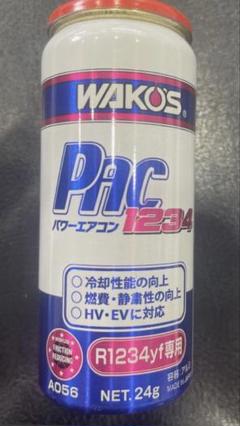 WAKO'S®
PAC
1234
パワーエアコン
○ 冷却性能の向上
○ 燃費・静粛性の向上
○ HV・EVに対応
FRICTION
REDUCING
R1234yf専用
A056
NET. 24g